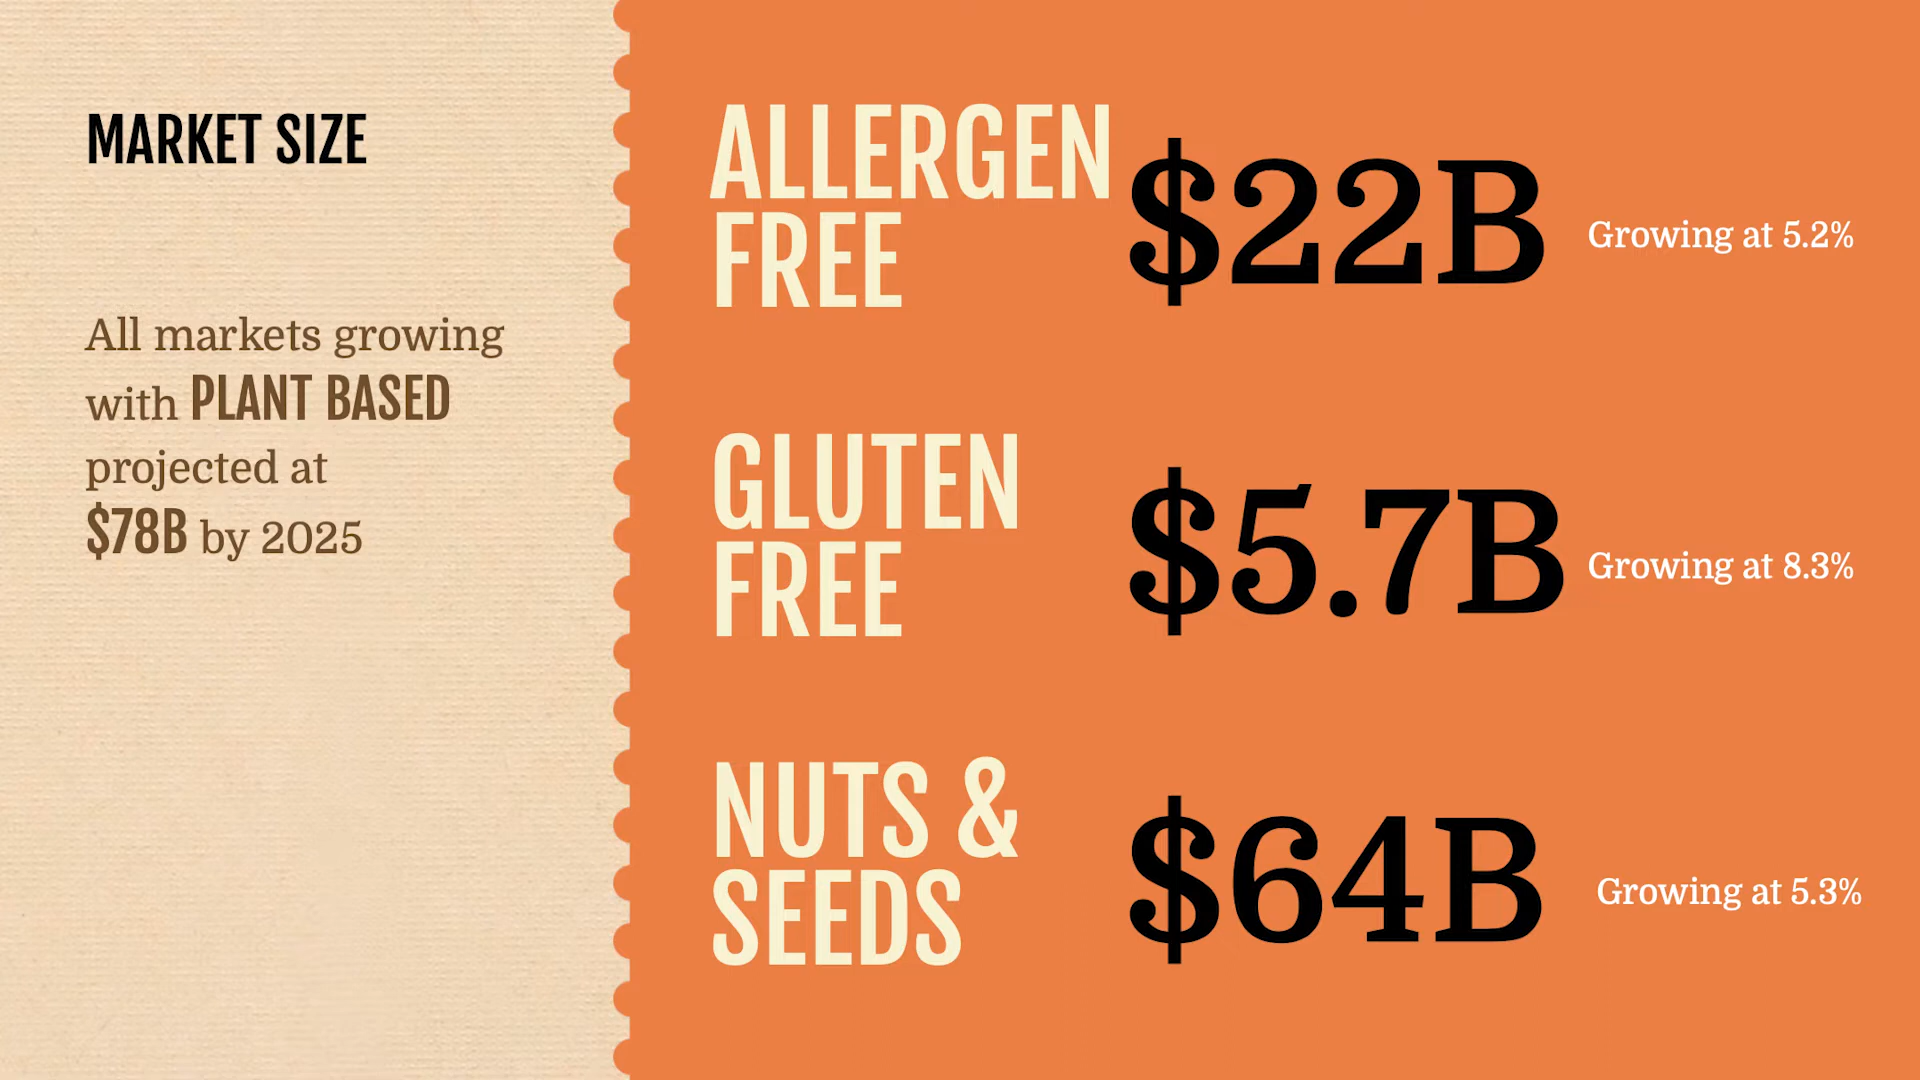 MARKET SIZE
All markets growing
with PLANT BASED
projected at
$78B by 2025
ALLERGEN
FREE
$22B
Growing at 5.2%
GLUTEN
FREE
$5.7B
Growing at 8.3%
NUTS &
SEEDS
$64B
Growing at 5.3%